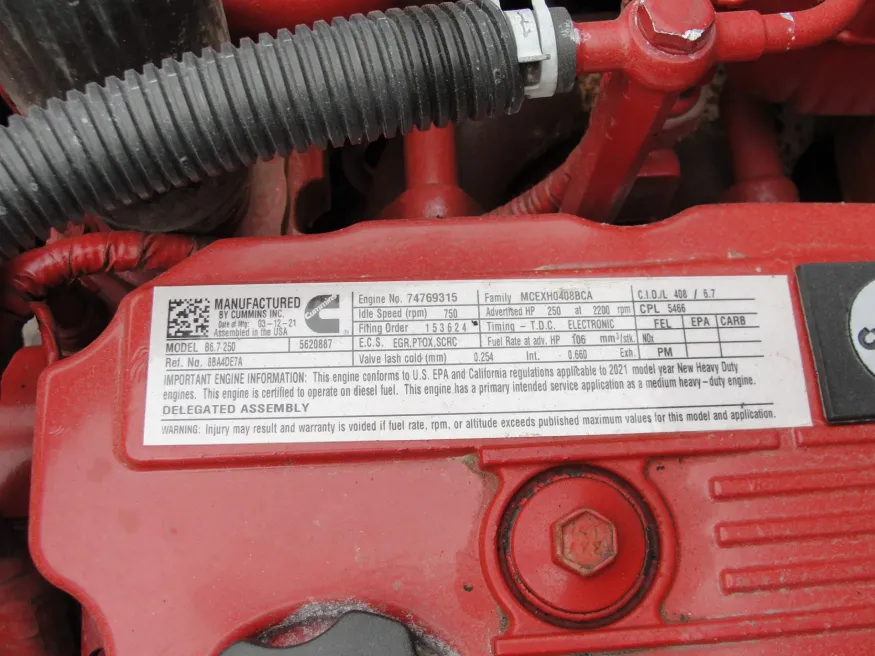 MANUFACTURED
BY CUMMINS INC.
Date of Mfg: 03-12-21
Assembled in the USA
Cummins
MODEL B6.7 250 5620887
Ref. No. 8BA4DE7A
Engine No. 74769315
Idle Speed (rpm) 750
Firing Order 153624
E.C.S. EGR,PTOX,SCRC
Valve lash cold (mm) 0.254 Int. 0.660 Exh.
Family MCEXH0408BCA
Advertised HP 250 at 2200 rpm
Timing - T.D.C. ELECTRONIC
Fuel Rate at adv. HP 106 mm³/stk.
C.I.D./L 408 / 6.7
CPL 5466
FEL EPA CARB
NOx
PM
IMPORTANT ENGINE INFORMATION: This engine conforms to U.S. EPA and California regulations applicable to 2021 model year New Heavy Duty
engines. This engine is certified to operate on diesel fuel. This engine has a primary intended service application as a medium heavy-duty engine.
DELEGATED ASSEMBLY
WARNING: Injury may result and warranty is voided if fuel rate, rpm, or altitude exceeds published maximum values for this model and application.